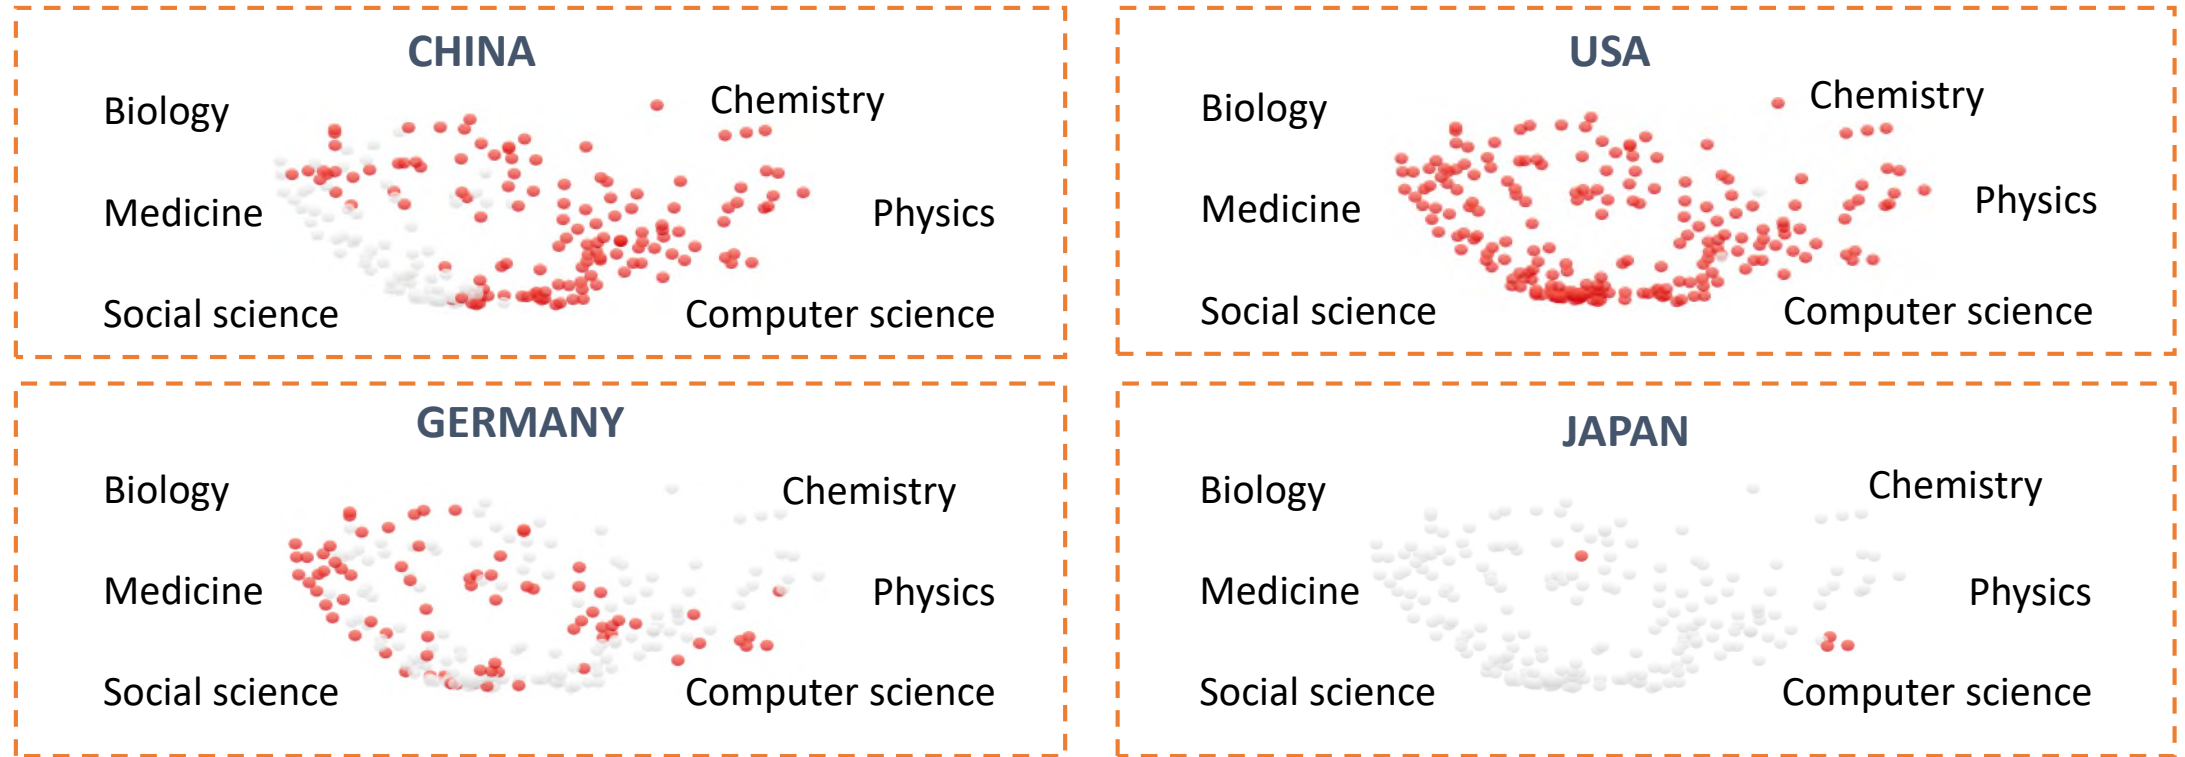 CHINA
Biology
Chemistry
Medicine
Physics
Social science
Computer science
USA
Biology
Chemistry
Medicine
Physics
Social science
Computer science
GERMANY
Biology
Chemistry
Medicine
Physics
Social science
Computer science
JAPAN
Biology
Chemistry
Medicine
Physics
Social science
Computer science